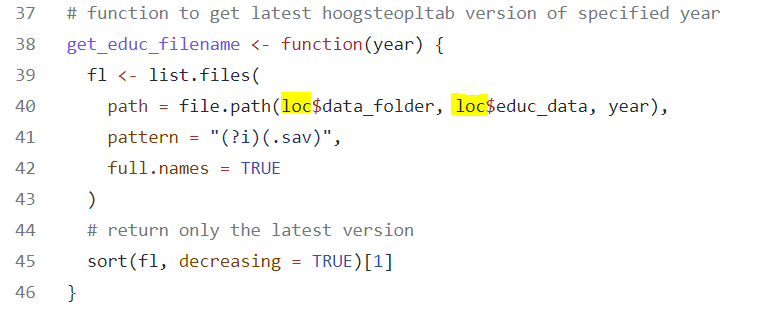 37 # function to get latest hoogsteopltab version of specified year
38 get_educ_filename <- function(year) {
39   fl <- list.files(
40     path = file.path(loc$data_folder, loc$educ_data, year),
41     pattern = "(?i)(.sav)",
42     full.names = TRUE
43   )
44   # return only the latest version
45   sort(fl, decreasing = TRUE)[1]
46 }